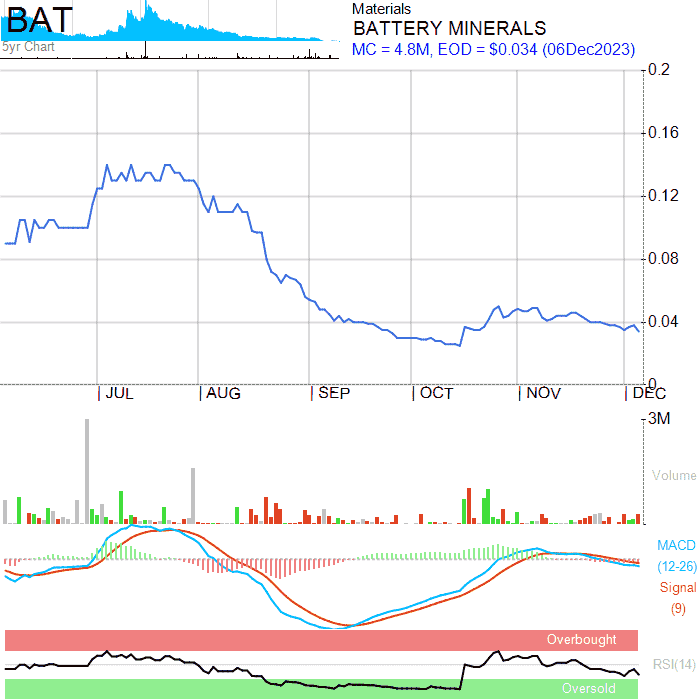 BAT
5yr Chart
Materials
BATTERY MINERALS
MC = 4.8M, EOD = $0.034 (06Dec2023)
0.2
0.16
0.12
0.08
0.04
0
JUL AUG SEP OCT NOV DEC
3M
Volume
MACD
(12-26)
Signal
(9)
Overbought
RSI(14)
Oversold